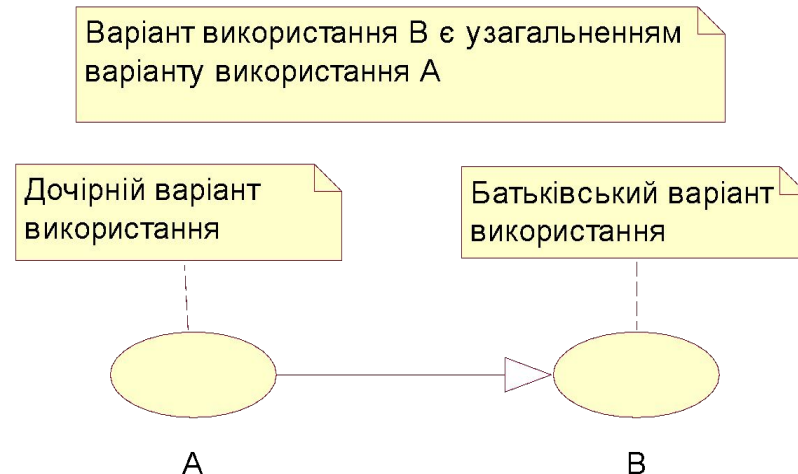 Варіант використання В є узагальненням
варіанту використання А
Дочірній варіант
використання
Батьківський варіант
використання
А
В